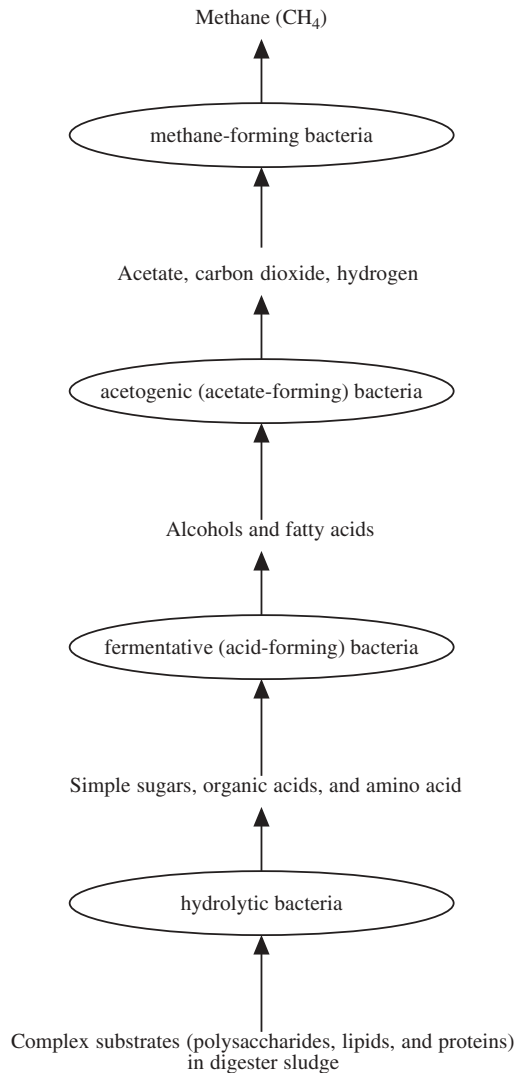 Methane (CH₄)
methane-forming bacteria
Acetate, carbon dioxide, hydrogen
acetogenic (acetate-forming) bacteria
Alcohols and fatty acids
fermentative (acid-forming) bacteria
Simple sugars, organic acids, and amino acid
hydrolytic bacteria
Complex substrates (polysaccharides, lipids, and proteins)
in digester sludge